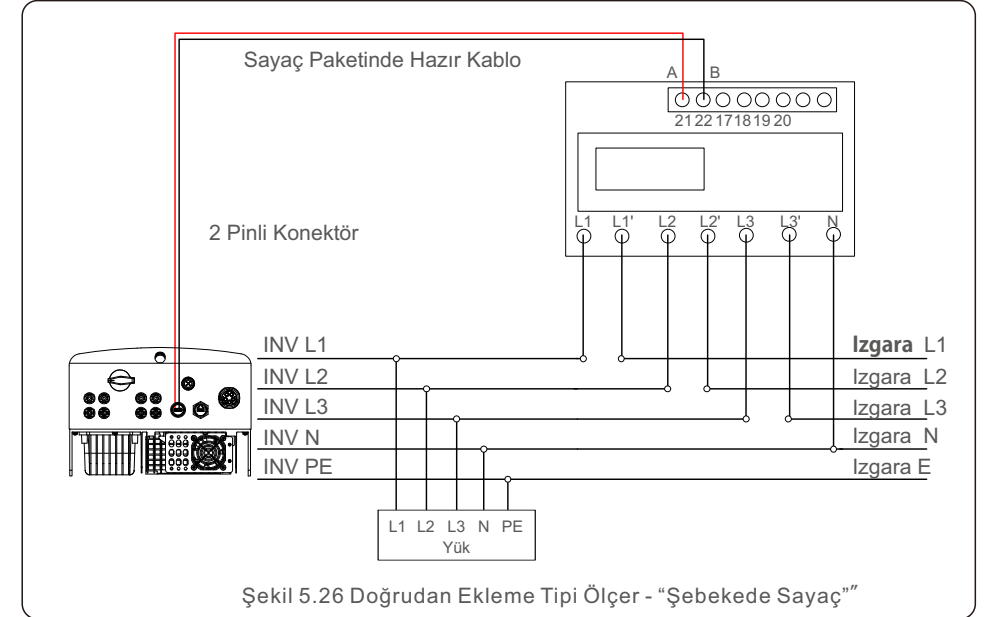 Sayaç Paketinde Hazır Kablo
A B
21 22 17 18 19 20
L1 L1' L2 L2' L3 L3' N
2 Pinli Konektör
INV L1 Izgara L1
INV L2 Izgara L2
INV L3 Izgara L3
INV N Izgara N
INV PE Izgara E
L1 L2 L3 N PE
Yük
Şekil 5.26 Doğrudan Ekleme Tipi Ölçer - “Şebekede Sayaç”″